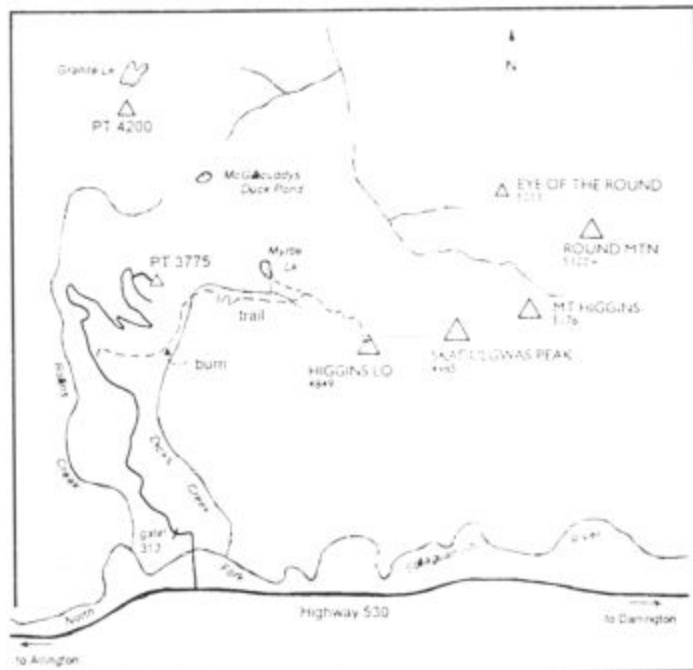 Granite Lk
PT 4200
N
Duck Pond
EYE OF THE ROUND
ROUND MTN
Myrtle
Lk
PT 3775
trail
MT HIGGINS
burn
HIGGINS LO
4849
PEAK
Creek
Creek
gate!
North
Fork
River
Highway 530
to Arlington
to Darrington